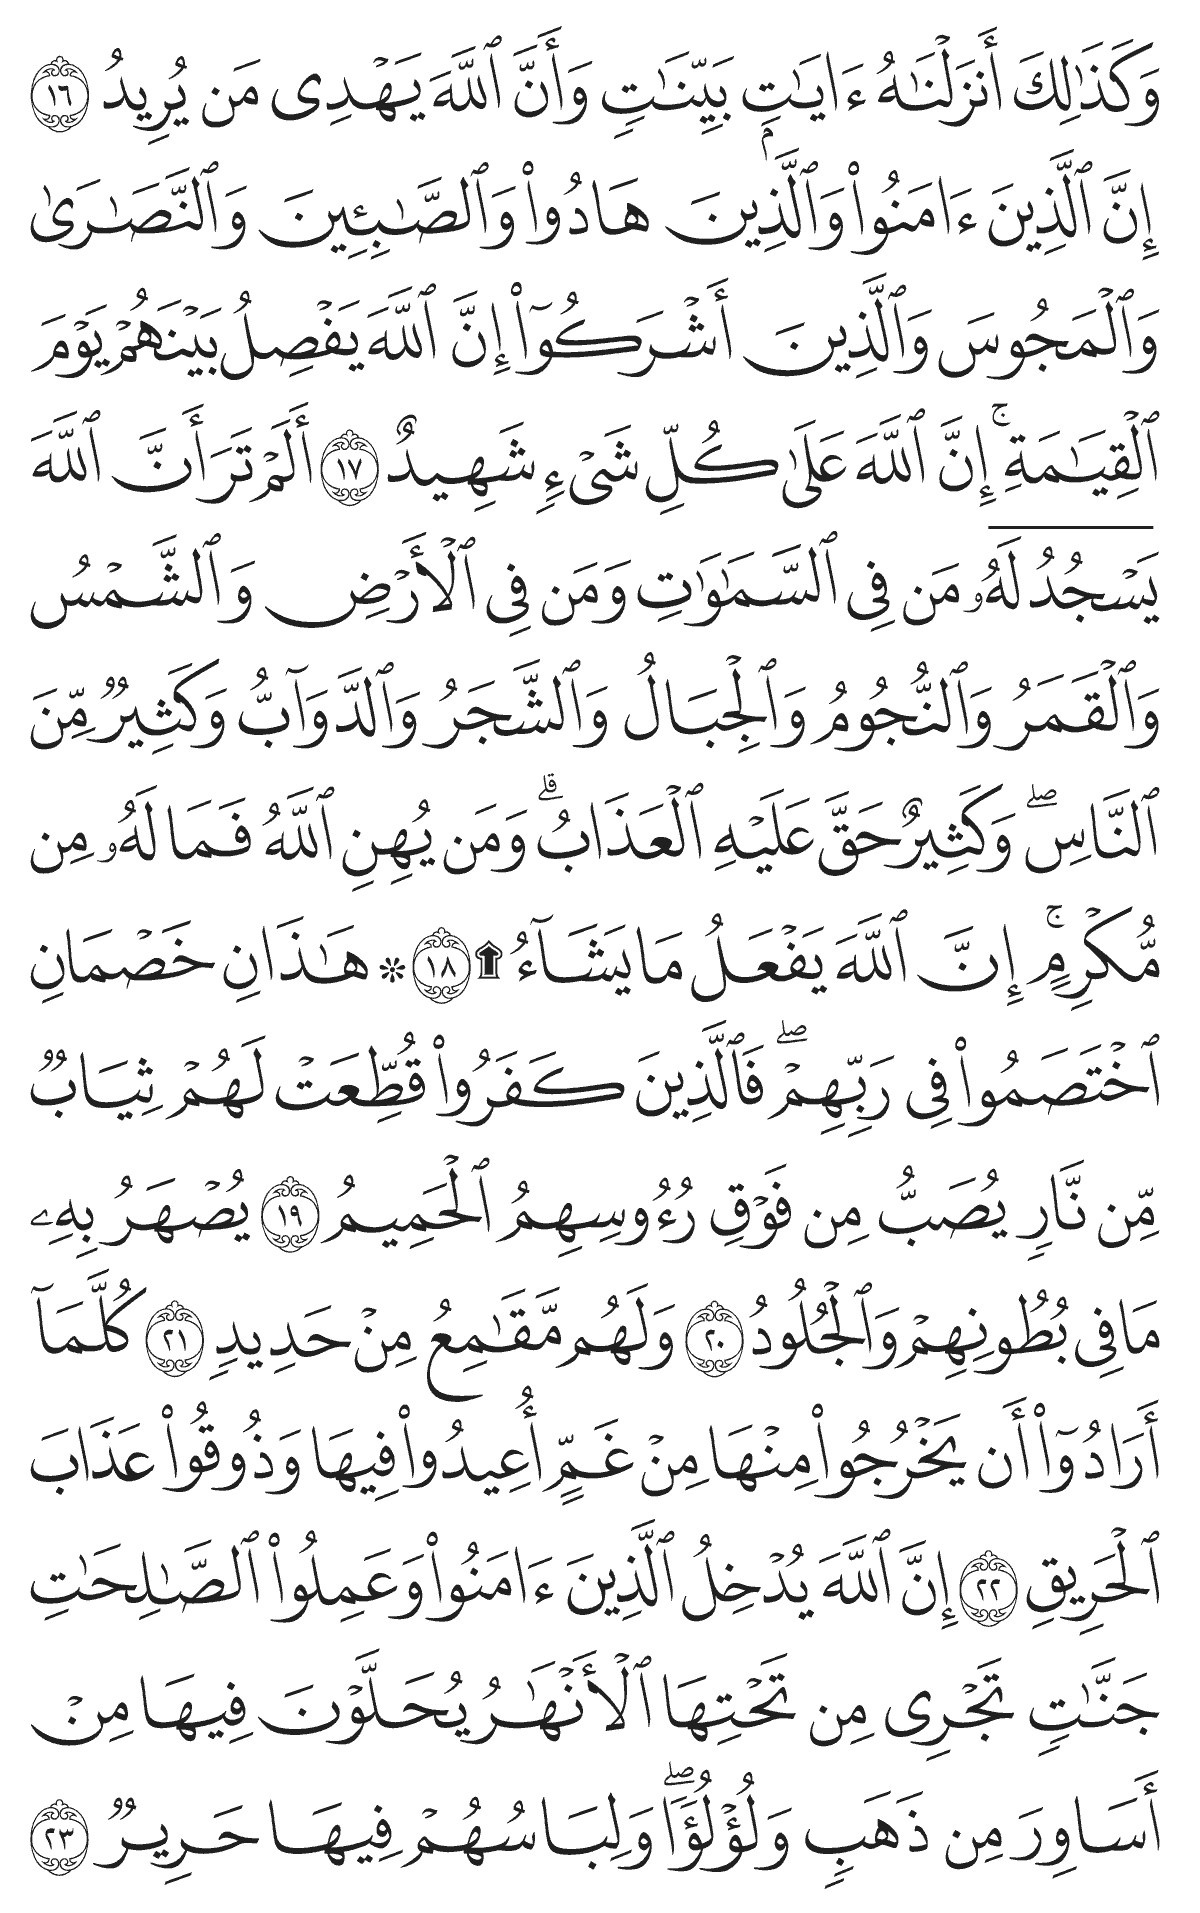 وَكَذَٰلِكَ أَنزَلْنَٰهُ ءَايَٰتٍۭ بَيِّنَٰتٍ وَأَنَّ ٱللَّهَ يَهْدِى مَن يُرِيدُ ١٦
إِنَّ ٱلَّذِينَ ءَامَنُوا۟ وَٱلَّذِينَ هَادُوا۟ وَٱلصَّٰبِـِٔينَ وَٱلنَّصَٰرَىٰ
وَٱلْمَجُوسَ وَٱلَّذِينَ أَشْرَكُوٓا۟ إِنَّ ٱللَّهَ يَفْصِلُ بَيْنَهُمْ يَوْمَ
ٱلْقِيَٰمَةِ ۚ إِنَّ ٱللَّهَ عَلَىٰ كُلِّ شَىْءٍ شَهِيدٌ ١٧ أَلَمْ تَرَ أَنَّ ٱللَّهَ
يَسْجُدُ لَهُۥ مَن فِى ٱلسَّمَٰوَٰتِ وَمَن فِى ٱلْأَرْضِ وَٱلشَّمْسُ
وَٱلْقَمَرُ وَٱلنُّجُومُ وَٱلْجِبَالُ وَٱلشَّجَرُ وَٱلدَّوَآبُّ وَكَثِيرٌ مِّنَ
ٱلنَّاسِ ۖ وَكَثِيرٌ حَقَّ عَلَيْهِ ٱلْعَذَابُ ۗ وَمَن يُهِنِ ٱللَّهُ فَمَا لَهُۥ مِن
مُّكْرِمٍ ۚ إِنَّ ٱللَّهَ يَفْعَلُ مَا يَشَآءُ ۩ ١٨ ۞ هَٰذَانِ خَصْمَانِ
ٱخْتَصَمُوا۟ فِى رَبِّهِمْ ۖ فَٱلَّذِينَ كَفَرُوا۟ قُطِّعَتْ لَهُمْ ثِيَابٌ
مِّن نَّارٍ يُصَبُّ مِن فَوْقِ رُءُوسِهِمُ ٱلْحَمِيمُ ١٩ يُصْهَرُ بِهِۦ
مَا فِى بُطُونِهِمْ وَٱلْجُلُودُ ٢٠ وَلَهُم مَّقَٰمِعُ مِنْ حَدِيدٍ ٢١ كُلَّمَآ
أَرَادُوٓا۟ أَن يَخْرُجُوا۟ مِنْهَا مِنْ غَمٍّ أُعِيدُوا۟ فِيهَا وَذُوقُوا۟ عَذَابَ
ٱلْحَرِيقِ ٢٢ إِنَّ ٱللَّهَ يُدْخِلُ ٱلَّذِينَ ءَامَنُوا۟ وَعَمِلُوا۟ ٱلصَّٰلِحَٰتِ
جَنَّٰتٍ تَجْرِى مِن تَحْتِهَا ٱلْأَنْهَٰرُ يُحَلَّوْنَ فِيهَا مِنْ
أَسَاوِرَ مِن ذَهَبٍ وَلُؤْلُؤًا ۖ وَلِبَاسُهُمْ فِيهَا حَرِيرٌ ٢٣